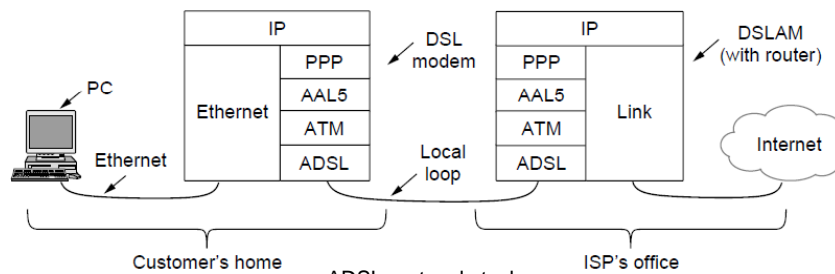 IP
IP
DSL
modem
DSLAM
(with router)
PPP
PPP
PC
AAL5
AAL5
Ethernet
Link
Internet
ATM
ATM
Ethernet
Local
loop
ADSL
ADSL
Customer's home
ISP's office